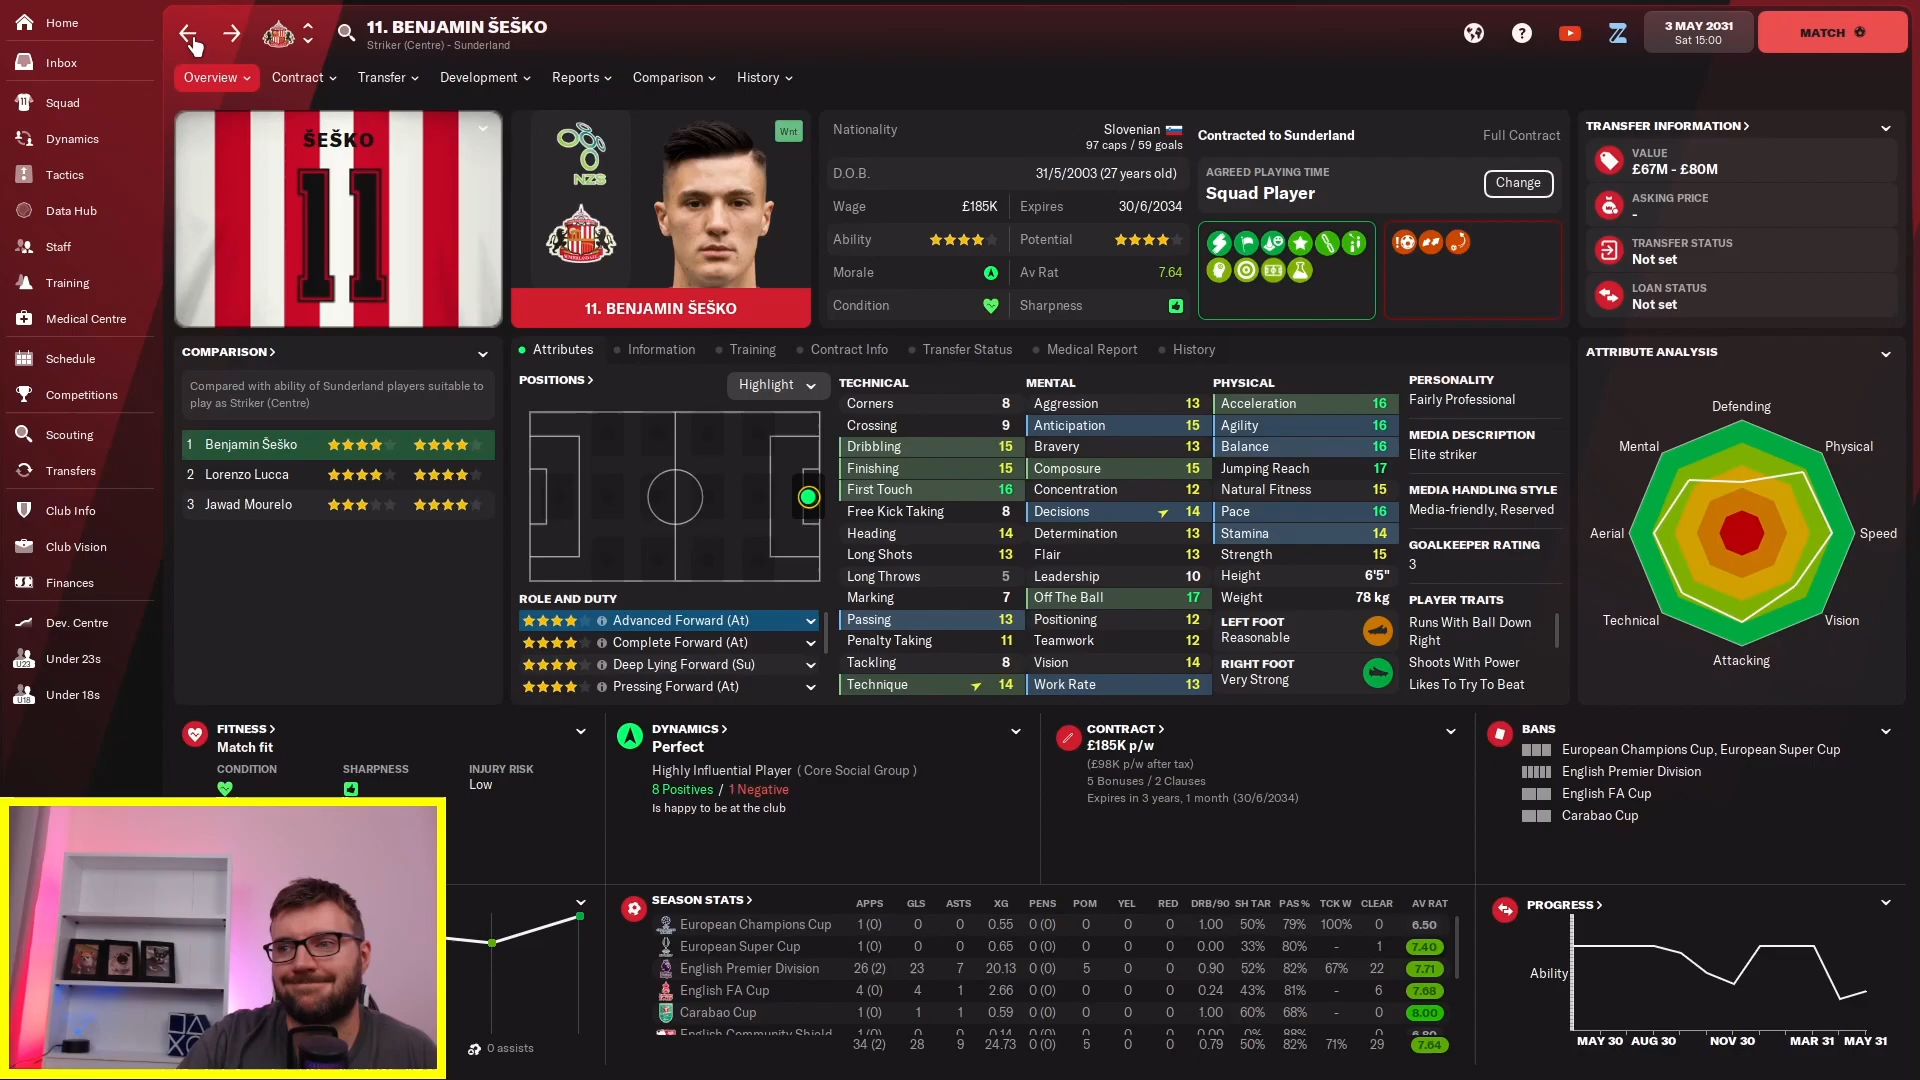 Home
Inbox
Squad
Dynamics
Tactics
Data Hub
Staff
Training
Medical Centre
Schedule
Competitions
Scouting
Transfers
Club Info
Club Vision
Finances
Dev. Centre
U23 Under 23s
U18 Under 18s
11. BENJAMIN ŠEŠKO
Striker (Centre) - Sunderland
3 MAY 2031
Sat 15:00
MATCH
Overview
Contract
Transfer
Development
Reports
Comparison
History
ŠEŠKO
11
NZS
Wnt
11. BENJAMIN ŠEŠKO
Nationality Slovenian
97 caps / 59 goals
D.O.B. 31/5/2003 (27 years old)
Wage £185K Expires 30/6/2034
Ability Potential
Morale Av Rat 7.64
Condition Sharpness
Contracted to Sunderland Full Contract
AGREED PLAYING TIME
Squad Player
Change
TRANSFER INFORMATION >
VALUE
£67M - £80M
ASKING PRICE
-
TRANSFER STATUS
Not set
LOAN STATUS
Not set
COMPARISON >
Compared with ability of Sunderland players suitable to
play as Striker (Centre)
1 Benjamin Šeško
2 Lorenzo Lucca
3 Jawad Mourelo
Attributes Information Training Contract Info Transfer Status Medical Report History
POSITIONS >
Highlight
ROLE AND DUTY
Advanced Forward (At)
Complete Forward (At)
Deep Lying Forward (Su)
Pressing Forward (At)
TECHNICAL
Corners 8
Crossing 9
Dribbling 15
Finishing 15
First Touch 16
Free Kick Taking 8
Heading 14
Long Shots 13
Long Throws 5
Marking 7
Passing 13
Penalty Taking 11
Tackling 8
Technique 14
MENTAL
Aggression 13
Anticipation 15
Bravery 13
Composure 15
Concentration 12
Decisions 14
Determination 13
Flair 13
Leadership 10
Off The Ball 17
Positioning 12
Teamwork 12
Vision 14
Work Rate 13
PHYSICAL
Acceleration 16
Agility 16
Balance 16
Jumping Reach 17
Natural Fitness 15
Pace 16
Stamina 14
Strength 15
Height 6'5"
Weight 78 kg
LEFT FOOT
Reasonable
RIGHT FOOT
Very Strong
PERSONALITY
Fairly Professional
MEDIA DESCRIPTION
Elite striker
MEDIA HANDLING STYLE
Media-friendly, Reserved
GOALKEEPER RATING
3
PLAYER TRAITS
Runs With Ball Down
Right
Shoots With Power
Likes To Try To Beat
ATTRIBUTE ANALYSIS
Defending
Mental Physical
Aerial Speed
Technical Vision
Attacking
FITNESS >
Match fit
CONDITION SHARPNESS INJURY RISK
Low
DYNAMICS >
Perfect
Highly Influential Player ( Core Social Group )
8 Positives / 1 Negative
Is happy to be at the club
CONTRACT >
£185K p/w
(£98K p/w after tax)
5 Bonuses / 2 Clauses
Expires in 3 years, 1 month (30/6/2034)
BANS
European Champions Cup, European Super Cup
English Premier Division
English FA Cup
Carabao Cup
0 assists
SEASON STATS > APPS GLS ASTS XG PENS POM YEL RED DRB/90 SH TAR PAS % TCK W CLEAR AV RAT
European Champions Cup 1 (0) 0 0 0.55 0 (0) 0 0 0 1.00 50% 79% 100% 0 6.50
European Super Cup 1 (0) 0 0 0.65 0 (0) 0 0 0 0.00 33% 80% - 1 7.40
English Premier Division 26 (2) 23 7 20.13 0 (0) 5 0 0 0.90 52% 82% 67% 22 7.71
English FA Cup 4 (0) 4 1 2.66 0 (0) 0 0 0 0.24 43% 81% - 6 7.68
Carabao Cup 1 (0) 1 1 0.59 0 (0) 0 0 0 1.00 60% 68% - 0 8.00
English Community Shield 1 (0) 0 0 0.14 0 (0) 0 0 0 0.00 0% 88% - 0 6.80
34 (2) 28 9 24.73 0 (0) 5 0 0 0.79 50% 82% 71% 29 7.64
PROGRESS >
Ability
MAY 30 AUG 30 NOV 30 MAR 31 MAY 31